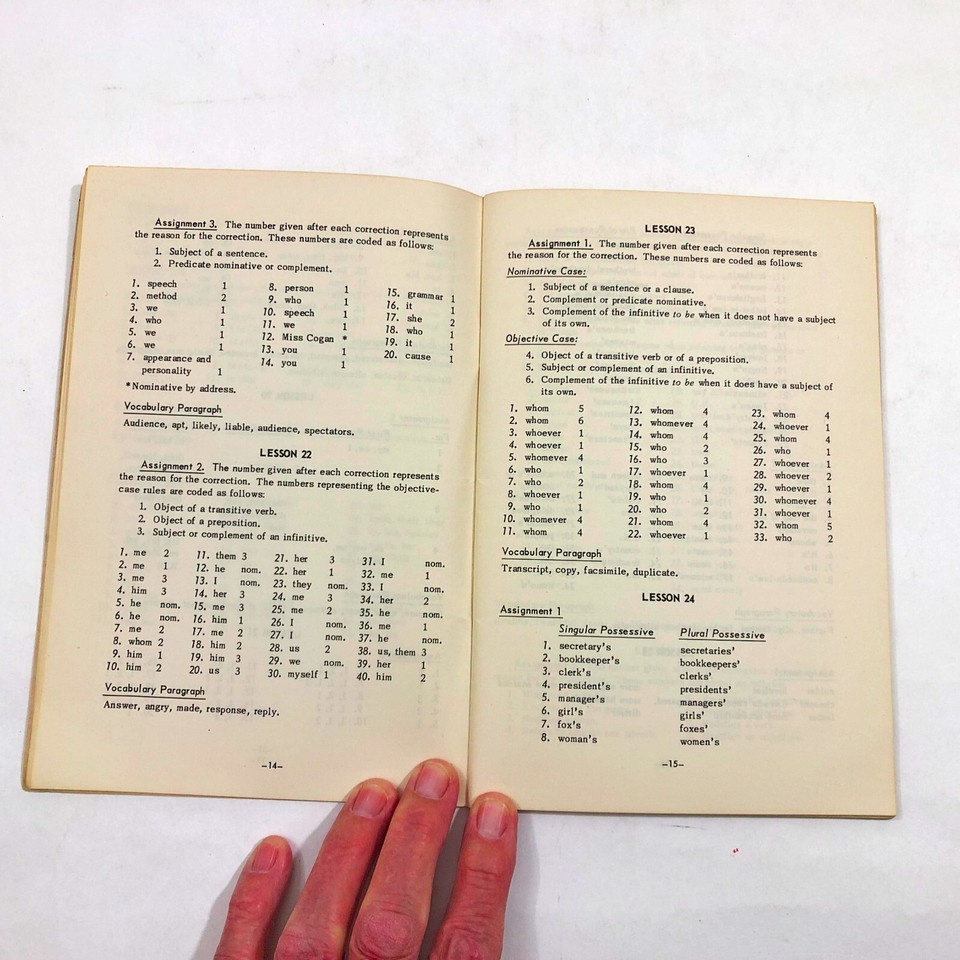 Assignment 3. The number given after each correction represents
the reason for the correction. These numbers are coded as follows:
1. Subject of a sentence.
2. Predicate nominative or complement.
1. speech 1 8. person 1 15. grammar 1
2. method 2 9. who 1 16. it 1
3. we 1 10. speech 1 17. she 2
4. who 1 11. we 1 18. who 1
5. we 1 12. Miss Cogan * 19. it 1
6. we 1 13. you 1 20. cause 1
7. appearance and 14. you 1
personality 1
*Nominative by address.
Vocabulary Paragraph
Audience, apt, likely, liable, audience, spectators.
LESSON 22
Assignment 2. The number given after each correction represents
the reason for the correction. The numbers representing the objective-
case rules are coded as follows:
1. Object of a transitive verb.
2. Object of a preposition.
3. Subject or complement of an infinitive.
1. me 2 11. them 3 21. her 3 31. I nom.
2. me 1 12. he nom. 22. her 1 32. me 1
3. me 3 13. I nom. 23. they nom. 33. I nom.
4. him 3 14. her 3 24. me 3 34. her 2
5. he nom. 15. me 3 25. me 2 35. he nom.
6. he nom. 16. him 1 26. I nom. 36. me 1
7. me 2 17. me 2 27. I nom. 37. he nom.
8. whom 2 18. him 2 28. us 2 38. us, them 3
9. him 1 19. him 3 29. we nom. 39. her 1
10. him 2 20. us 3 30. myself 1 40. him 2
Vocabulary Paragraph
Answer, angry, made, response, reply.
-14-
LESSON 23
Assignment 1. The number given after each correction represents
the reason for the correction. These numbers are coded as follows:
Nominative Case:
1. Subject of a sentence or a clause.
2. Complement or predicate nominative.
3. Complement of the infinitive to be when it does not have a subject
of its own.
Objective Case:
4. Object of a transitive verb or of a preposition.
5. Subject or complement of an infinitive.
6. Complement of the infinitive to be when it does have a subject of
its own.
1. whom 5 12. whom 4 23. whom 4
2. whom 6 13. whomever 4 24. whoever 1
3. whoever 1 14. whom 4 25. whom 4
4. whoever 1 15. who 2 26. who 1
5. whomever 4 16. who 3 27. whoever 1
6. who 1 17. whoever 1 28. whoever 2
7. who 2 18. whom 4 29. whoever 1
8. whoever 1 19. who 1 30. whomever 4
9. who 1 20. who 2 31. whoever 1
10. whomever 4 21. whom 4 32. whom 5
11. whom 4 22. whoever 1 33. who 2
Vocabulary Paragraph
Transcript, copy, facsimile, duplicate.
LESSON 24
Assignment 1
Singular Possessive Plural Possessive
1. secretary's secretaries'
2. bookkeeper's bookkeepers'
3. clerk's clerks'
4. president's presidents'
5. manager's managers'
6. girl's girls'
7. fox's foxes'
8. woman's women's
-15-